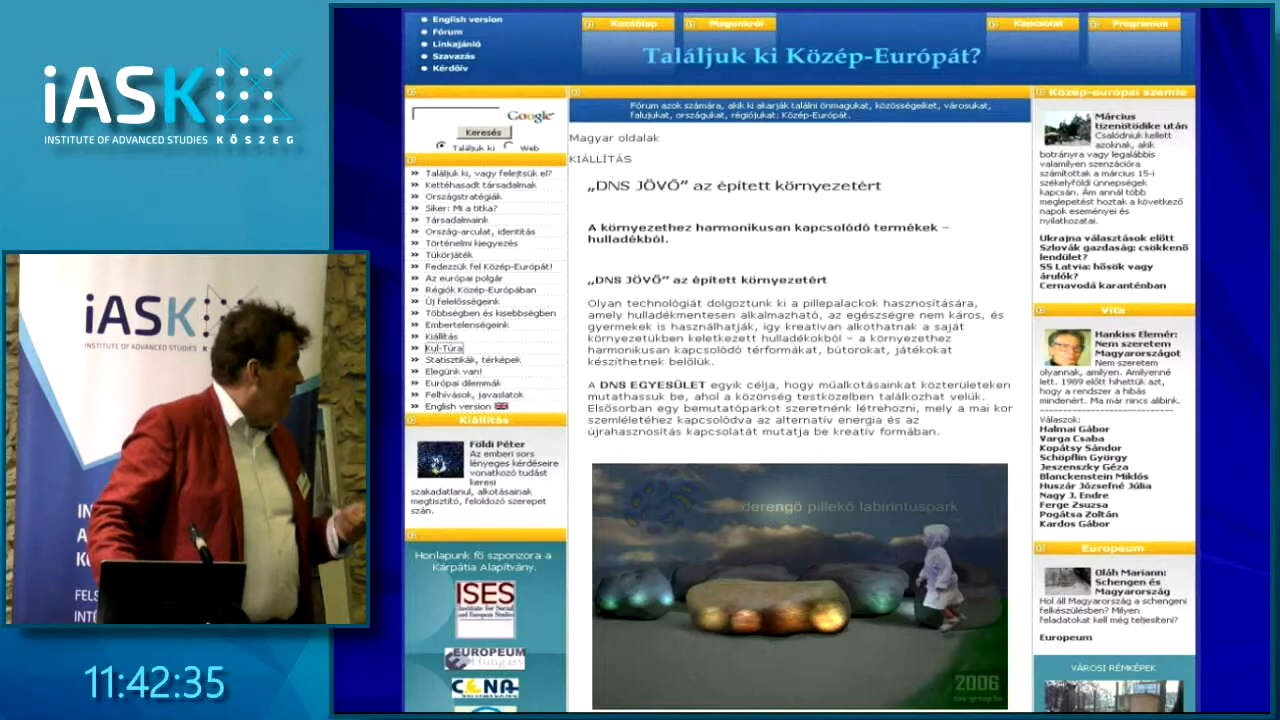 iASK
INSTITUTE OF ADVANCED STUDIES KŐSZEG
iASK
INSTITUTE OF ADVANCED STUDIES
FELS
INTÉ
11:42:35
English version
Fórum
Linkajánló
Szavazás
Kérdőív
Kezdőlap
Magunkról
Kapcsolat
Programok
Találjuk ki Közép-Európát?
Google
Keresés
Találjuk ki
Web
Találjuk ki, vagy felejtsük el?
Kettéhasadt társadalmak
Országstratégiák
Siker: Mi a titka?
Társadalmaink
Ország-arculat, identitás
Történelmi kiegyezés
Tükörjáték
Fedezzük fel Közép-Európát!
Az európai polgár
Régiók Közép-Európában
Új felelősségeink
Többségben és kisebbségben
Embertelenségeink
Kiállítás
Kul-Túra
Statisztikák, térképek
Elegünk van!
Európai dilemmák
Felhívások, javaslatok
English version
Kiállítás
Földi Péter
Az emberi sors
lényeges kérdéseire
vonatkozó tudást
keresi
szakadatlanul, alkotásainak
megtisztító, feloldozó szerepet
szán.
Honlapunk fő szponzora a
Kárpátia Alapítvány.
ISES
Institute for Social
and European Studies
EUROPEUM
Hungary
CENA
Fórum azok számára, akik ki akarják találni önmagukat, közösségeiket, városukat,
falujukat, országukat, régiójukat: Közép-Európát.
Magyar oldalak
KIÁLLÍTÁS
„DNS JÖVŐ” az épített környezetért
A környezethez harmonikusan kapcsolódó termékek –
hulladékból.
„DNS JÖVŐ” az épített környezetért
Olyan technológiát dolgoztunk ki a pillepalackok hasznosítására,
amely hulladékmentesen alkalmazható, az egészségre nem káros, és
gyermekek is használhatják, így kreatívan alkothatnak a saját
környezetükben keletkezett hulladékokból – a környezethez
harmonikusan kapcsolódó térformákat, bútorokat, játékokat
készíthetnek belőlük.
A DNS EGYESÜLET egyik célja, hogy műalkotásainkat közterületeken
mutathassuk be, ahol a közönség testközelben találkozhat velük.
Elsősorban egy bemutatóparkot szeretnénk létrehozni, mely a mai kor
szemléletéhez kapcsolódva az alternatív energia és az
újrahasznosítás kapcsolatát mutatja be kreatív formában.
derengő pillekő labirintuspark
2006
Közép-európai szemle
Március
tizenötödike után
Csalódniuk kellett
azoknak, akik
botrányra vagy legalábbis
valamilyen szenzációra
számítottak a március 15-i
székelyföldi ünnepségek
kapcsán. Ám annál több
meglepetést hoztak a következő
napok eseményei és
nyilatkozatai.
Ukrajna választások előtt
Szlovák gazdaság: csökkenő
lendület?
SS Latvia: hősök vagy
árulók?
Cernavodă karanténban
Vita
Hankiss Elemér:
Nem szeretem
Magyarországot
Nem szeretem
olyannak, amilyen. Amilyenné
lett. 1989 előtt hihettük azt,
hogy a rendszer a hibás
mindenért. Ma már nincs alibink.
Válaszok:
Halmai Gábor
Varga Csaba
Kopátsy Sándor
Schöpflin György
Jeszenszky Géza
Blanckenstein Miklós
Huszár Józsefné Júlia
Nagy J. Endre
Ferge Zsuzsa
Pogátsa Zoltán
Kardos Gábor
Europeum
Oláh Mariann:
Schengen és
Magyarország
Hol áll Magyarország a schengeni
felkészülésben? Milyen
feladatokat kell még teljesíteni?
Europeum
VÁROSI RÉMKÉPEK